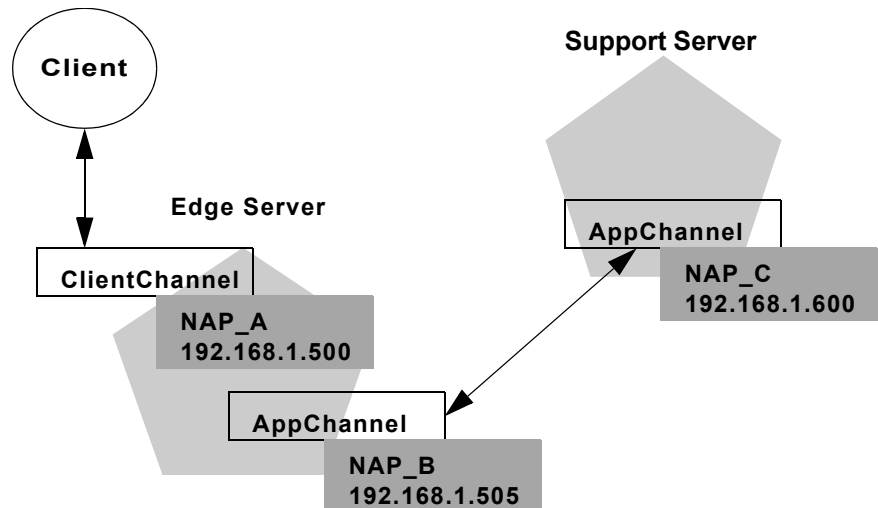 Client
Support Server
Edge Server
AppChannel
ClientChannel
NAP_C
192.168.1.600
NAP_A
192.168.1.500
AppChannel
NAP_B
192.168.1.505